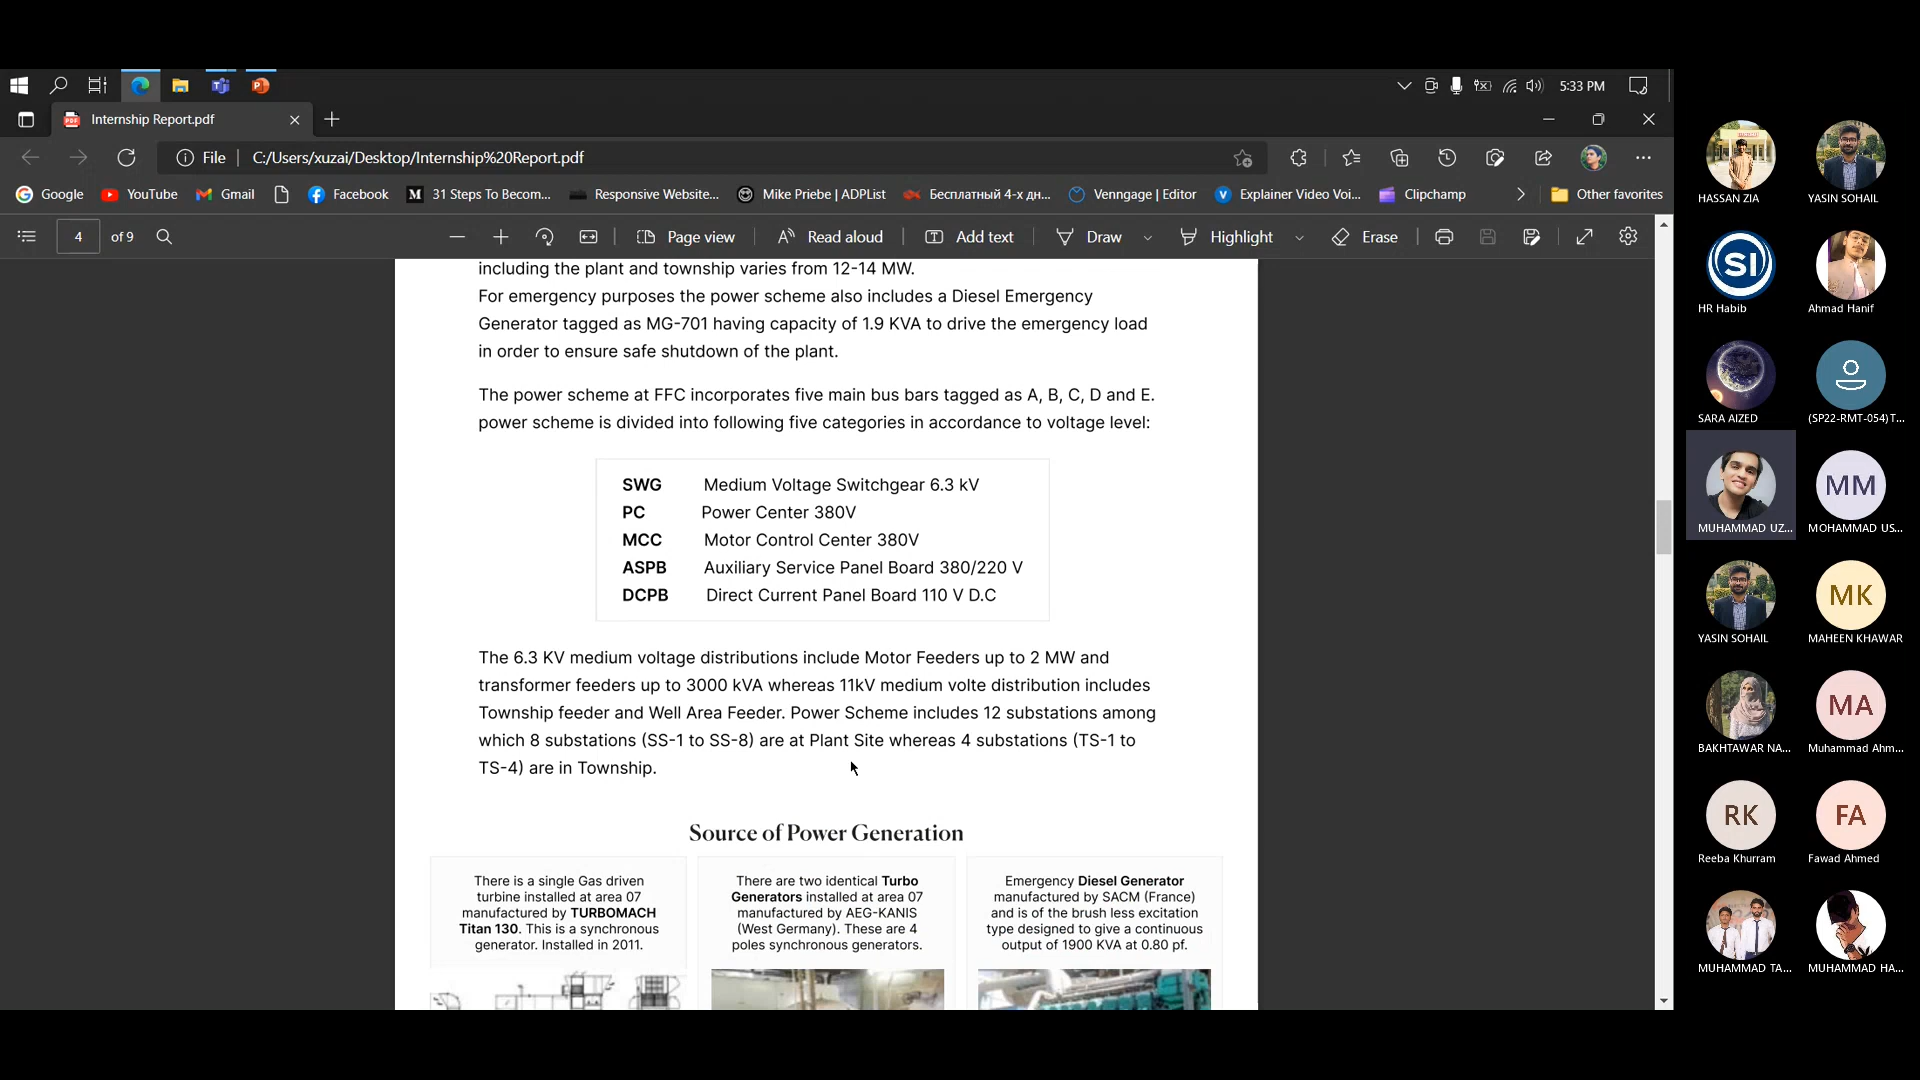 5:33 PM
Internship Report.pdf
File
C:/Users/xuzai/Desktop/Internship%20Report.pdf
Google
YouTube
Gmail
Facebook
31 Steps To Becom...
Responsive Website...
Mike Priebe | ADPList
Бесплатный 4-х дн...
Venngage | Editor
Explainer Video Voi...
Clipchamp
Other favorites
4 of 9
Page view
Read aloud
Add text
Draw
Highlight
Erase
including the plant and township varies from 12-14 MW.
For emergency purposes the power scheme also includes a Diesel Emergency
Generator tagged as MG-701 having capacity of 1.9 KVA to drive the emergency load
in order to ensure safe shutdown of the plant.
The power scheme at FFC incorporates five main bus bars tagged as A, B, C, D and E.
power scheme is divided into following five categories in accordance to voltage level:
SWG Medium Voltage Switchgear 6.3 kV
PC Power Center 380V
MCC Motor Control Center 380V
ASPB Auxiliary Service Panel Board 380/220 V
DCPB Direct Current Panel Board 110 V D.C
The 6.3 KV medium voltage distributions include Motor Feeders up to 2 MW and
transformer feeders up to 3000 kVA whereas 11kV medium volte distribution includes
Township feeder and Well Area Feeder. Power Scheme includes 12 substations among
which 8 substations (SS-1 to SS-8) are at Plant Site whereas 4 substations (TS-1 to
TS-4) are in Township.
Source of Power Generation
There is a single Gas driven
turbine installed at area 07
manufactured by TURBOMACH
Titan 130. This is a synchronous
generator. Installed in 2011.
There are two identical Turbo
Generators installed at area 07
manufactured by AEG-KANIS
(West Germany). These are 4
poles synchronous generators.
Emergency Diesel Generator
manufactured by SACM (France)
and is of the brush less excitation
type designed to give a continuous
output of 1900 KVA at 0.80 pf.
HASSAN ZIA
YASIN SOHAIL
SI
HR Habib
Ahmad Hanif
SARA AIZED
(SP22-RMT-054) T...
MUHAMMAD UZ...
MM
MOHAMMAD US...
YASIN SOHAIL
MK
MAHEEN KHAWAR
BAKHTAWAR NA...
MA
Muhammad Ahm...
RK
Reeba Khurram
FA
Fawad Ahmed
MUHAMMAD TA...
MUHAMMAD HA...